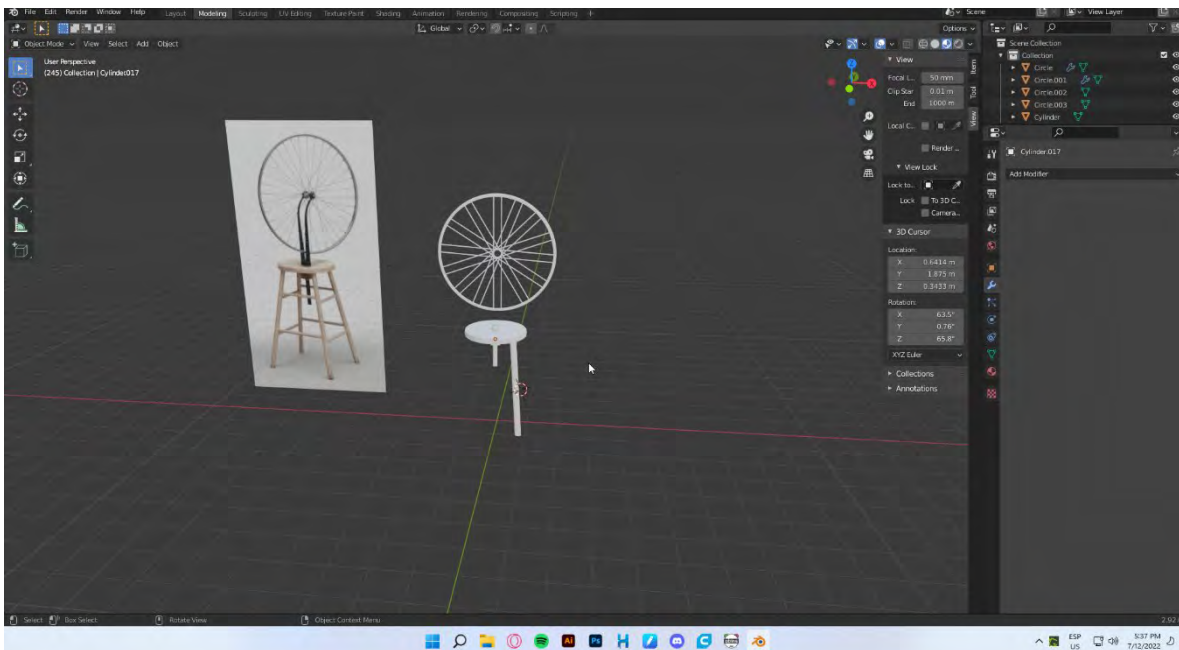 File Edit Render Window Help Layout Modeling Sculpting UV Editing Texture Paint Shading Animation Rendering Compositing Scripting + Scene View Layer
Global Options
Object Mode View Select Add Object
User Perspective
(245) Collection | Cylinder.017
View
Focal L... 50 mm
Clip Star 0.01 m
End 1000 m
Local C...
Render ...
View Lock
Lock to...
Lock To 3D C...
Camera...
3D Cursor
Location:
X 0.6414 m
Y 1.875 m
Z 0.3433 m
Rotation:
X 63.5°
Y 0.76°
Z 65.8°
XYZ Euler
Collections
Annotations
Item
Tool
View
Scene Collection
Collection
Circle
Circle.001
Circle.002
Circle.003
Cylinder
Cylinder.017
Add Modifier
Select Box Select Rotate View Object Context Menu 2.92
Ai Ps H
ESP
US
5:37 PM
7/12/2022